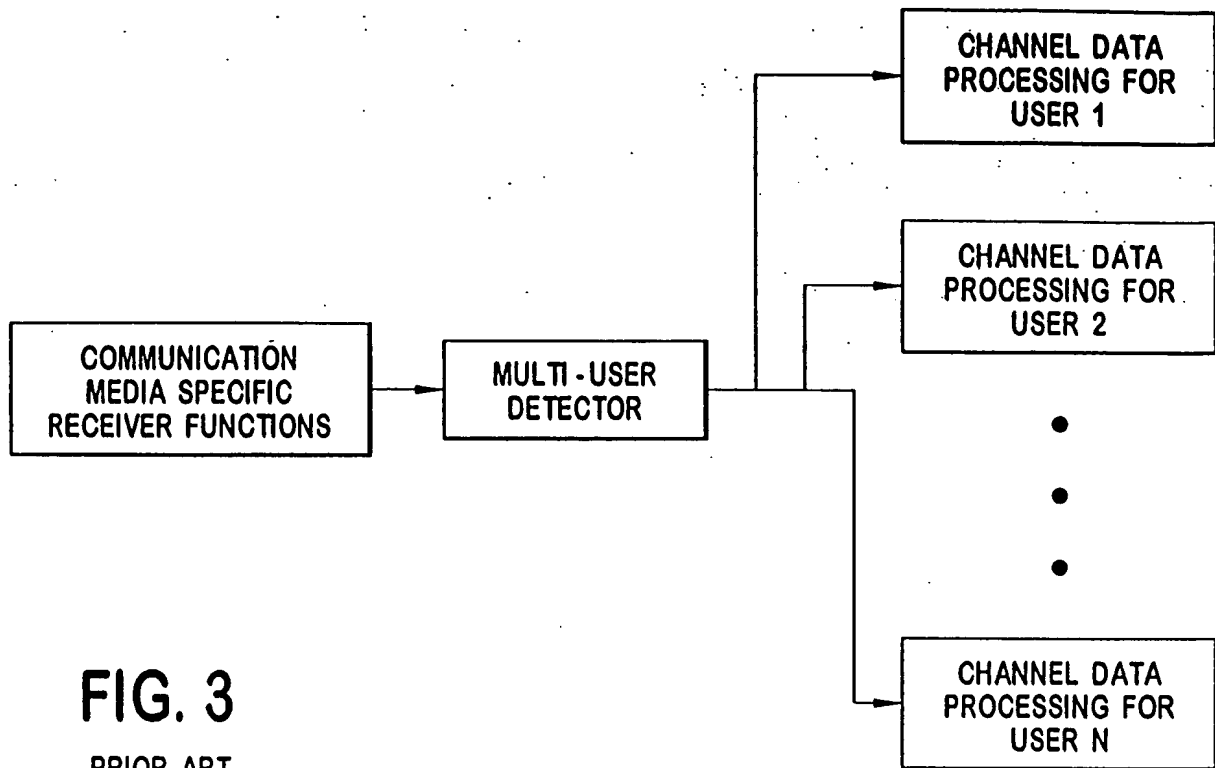 CHANNEL DATA
PROCESSING FOR
USER 1
CHANNEL DATA
PROCESSING FOR
USER 2
COMMUNICATION
MEDIA SPECIFIC
RECEIVER FUNCTIONS
MULTI-USER
DETECTOR
CHANNEL DATA
PROCESSING FOR
USER N
FIG. 3
PRIOR ART